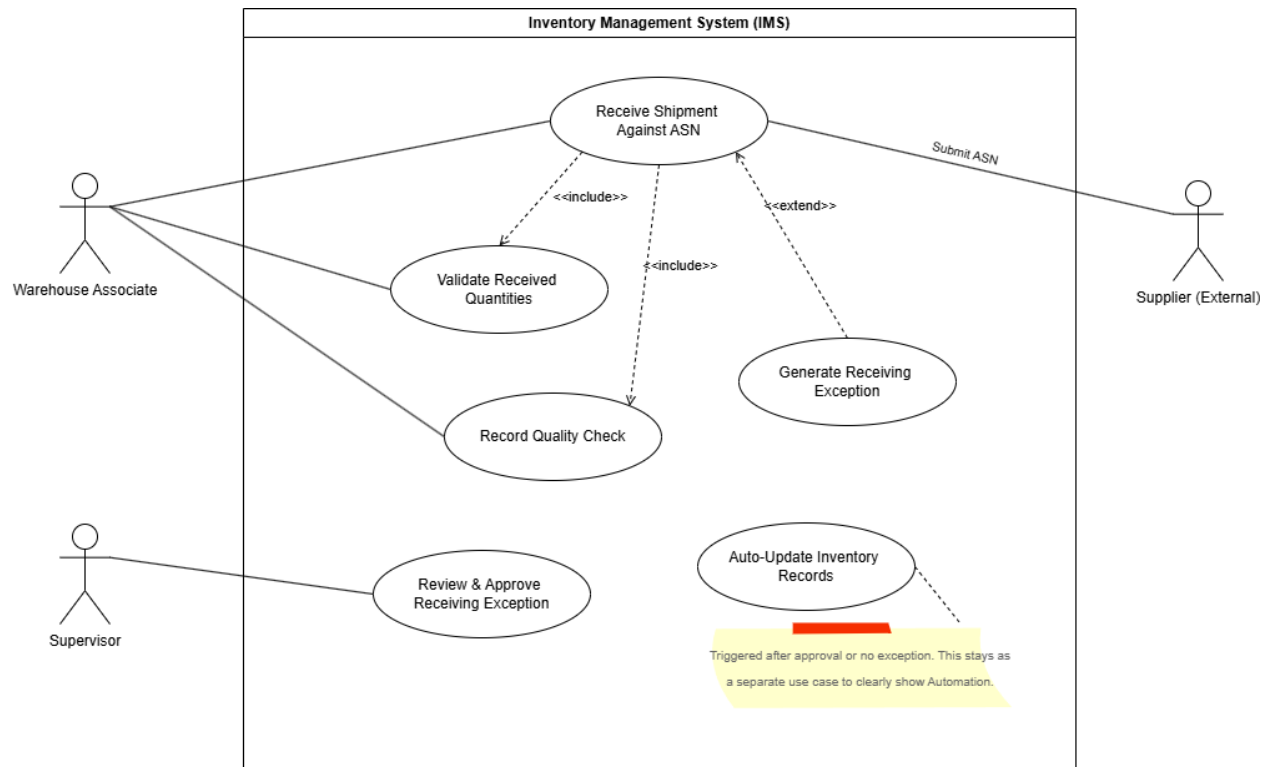 Inventory Management System (IMS)
Receive Shipment
Against ASN
Submit ASN
<<include>>
<<extend>>
Warehouse Associate
Validate Received
Quantities
<<include>>
Supplier (External)
Generate Receiving
Exception
Record Quality Check
Auto-Update Inventory
Records
Review & Approve
Receiving Exception
Supervisor
Triggered after approval or no exception. This stays as
a separate use case to clearly show Automation.